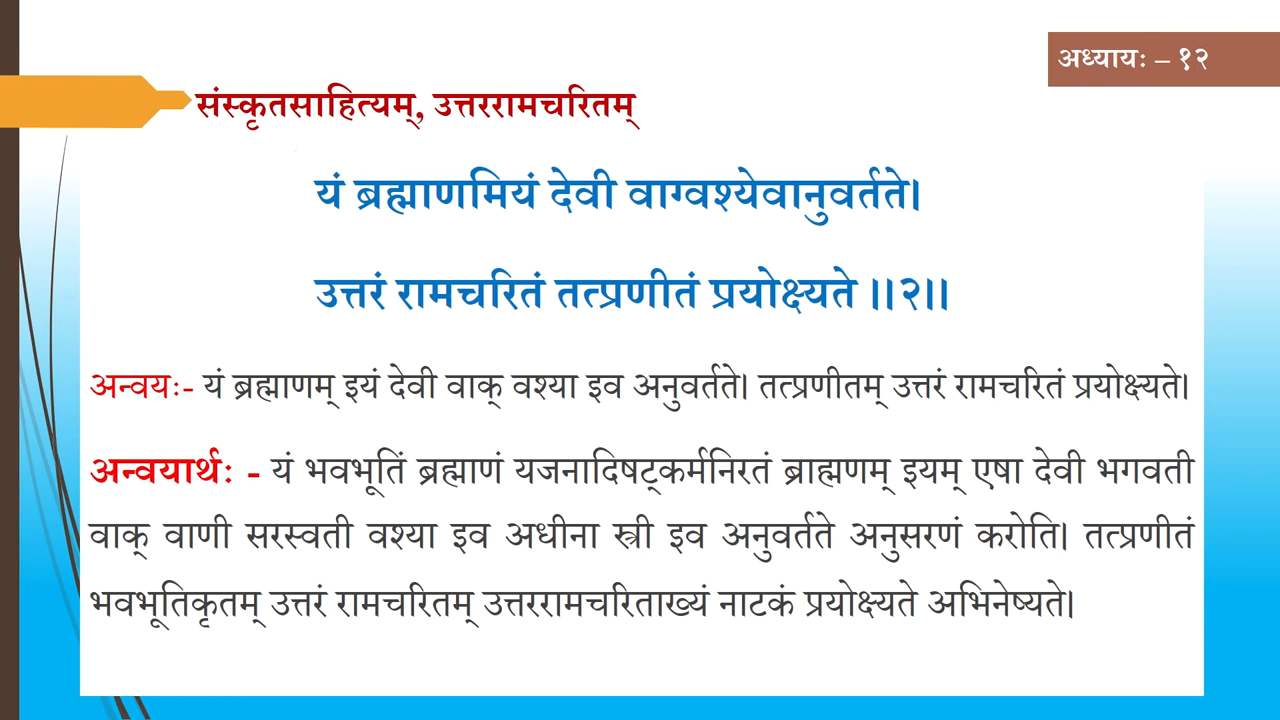 अध्यायः – १२
संस्कृतसाहित्यम्, उत्तररामचरितम्
यं ब्रह्माणमियं देवी वाग्वश्येवानुवर्तते।
उत्तरं रामचरितं तत्प्रणीतं प्रयोक्ष्यते ॥२॥
अन्वयः- यं ब्रह्माणम् इयं देवी वाक् वश्या इव अनुवर्तते। तत्प्रणीतम् उत्तरं रामचरितं प्रयोक्ष्यते।
अन्वयार्थः - यं भवभूतिं ब्रह्माणं यजनादिषट्कर्मनिरतं ब्राह्मणम् इयम् एषा देवी भगवती
वाक् वाणी सरस्वती वश्या इव अधीना स्त्री इव अनुवर्तते अनुसरणं करोति। तत्प्रणीतं
भवभूतिकृतम् उत्तरं रामचरितम् उत्तररामचरिताख्यं नाटकं प्रयोक्ष्यते अभिनेष्यते।